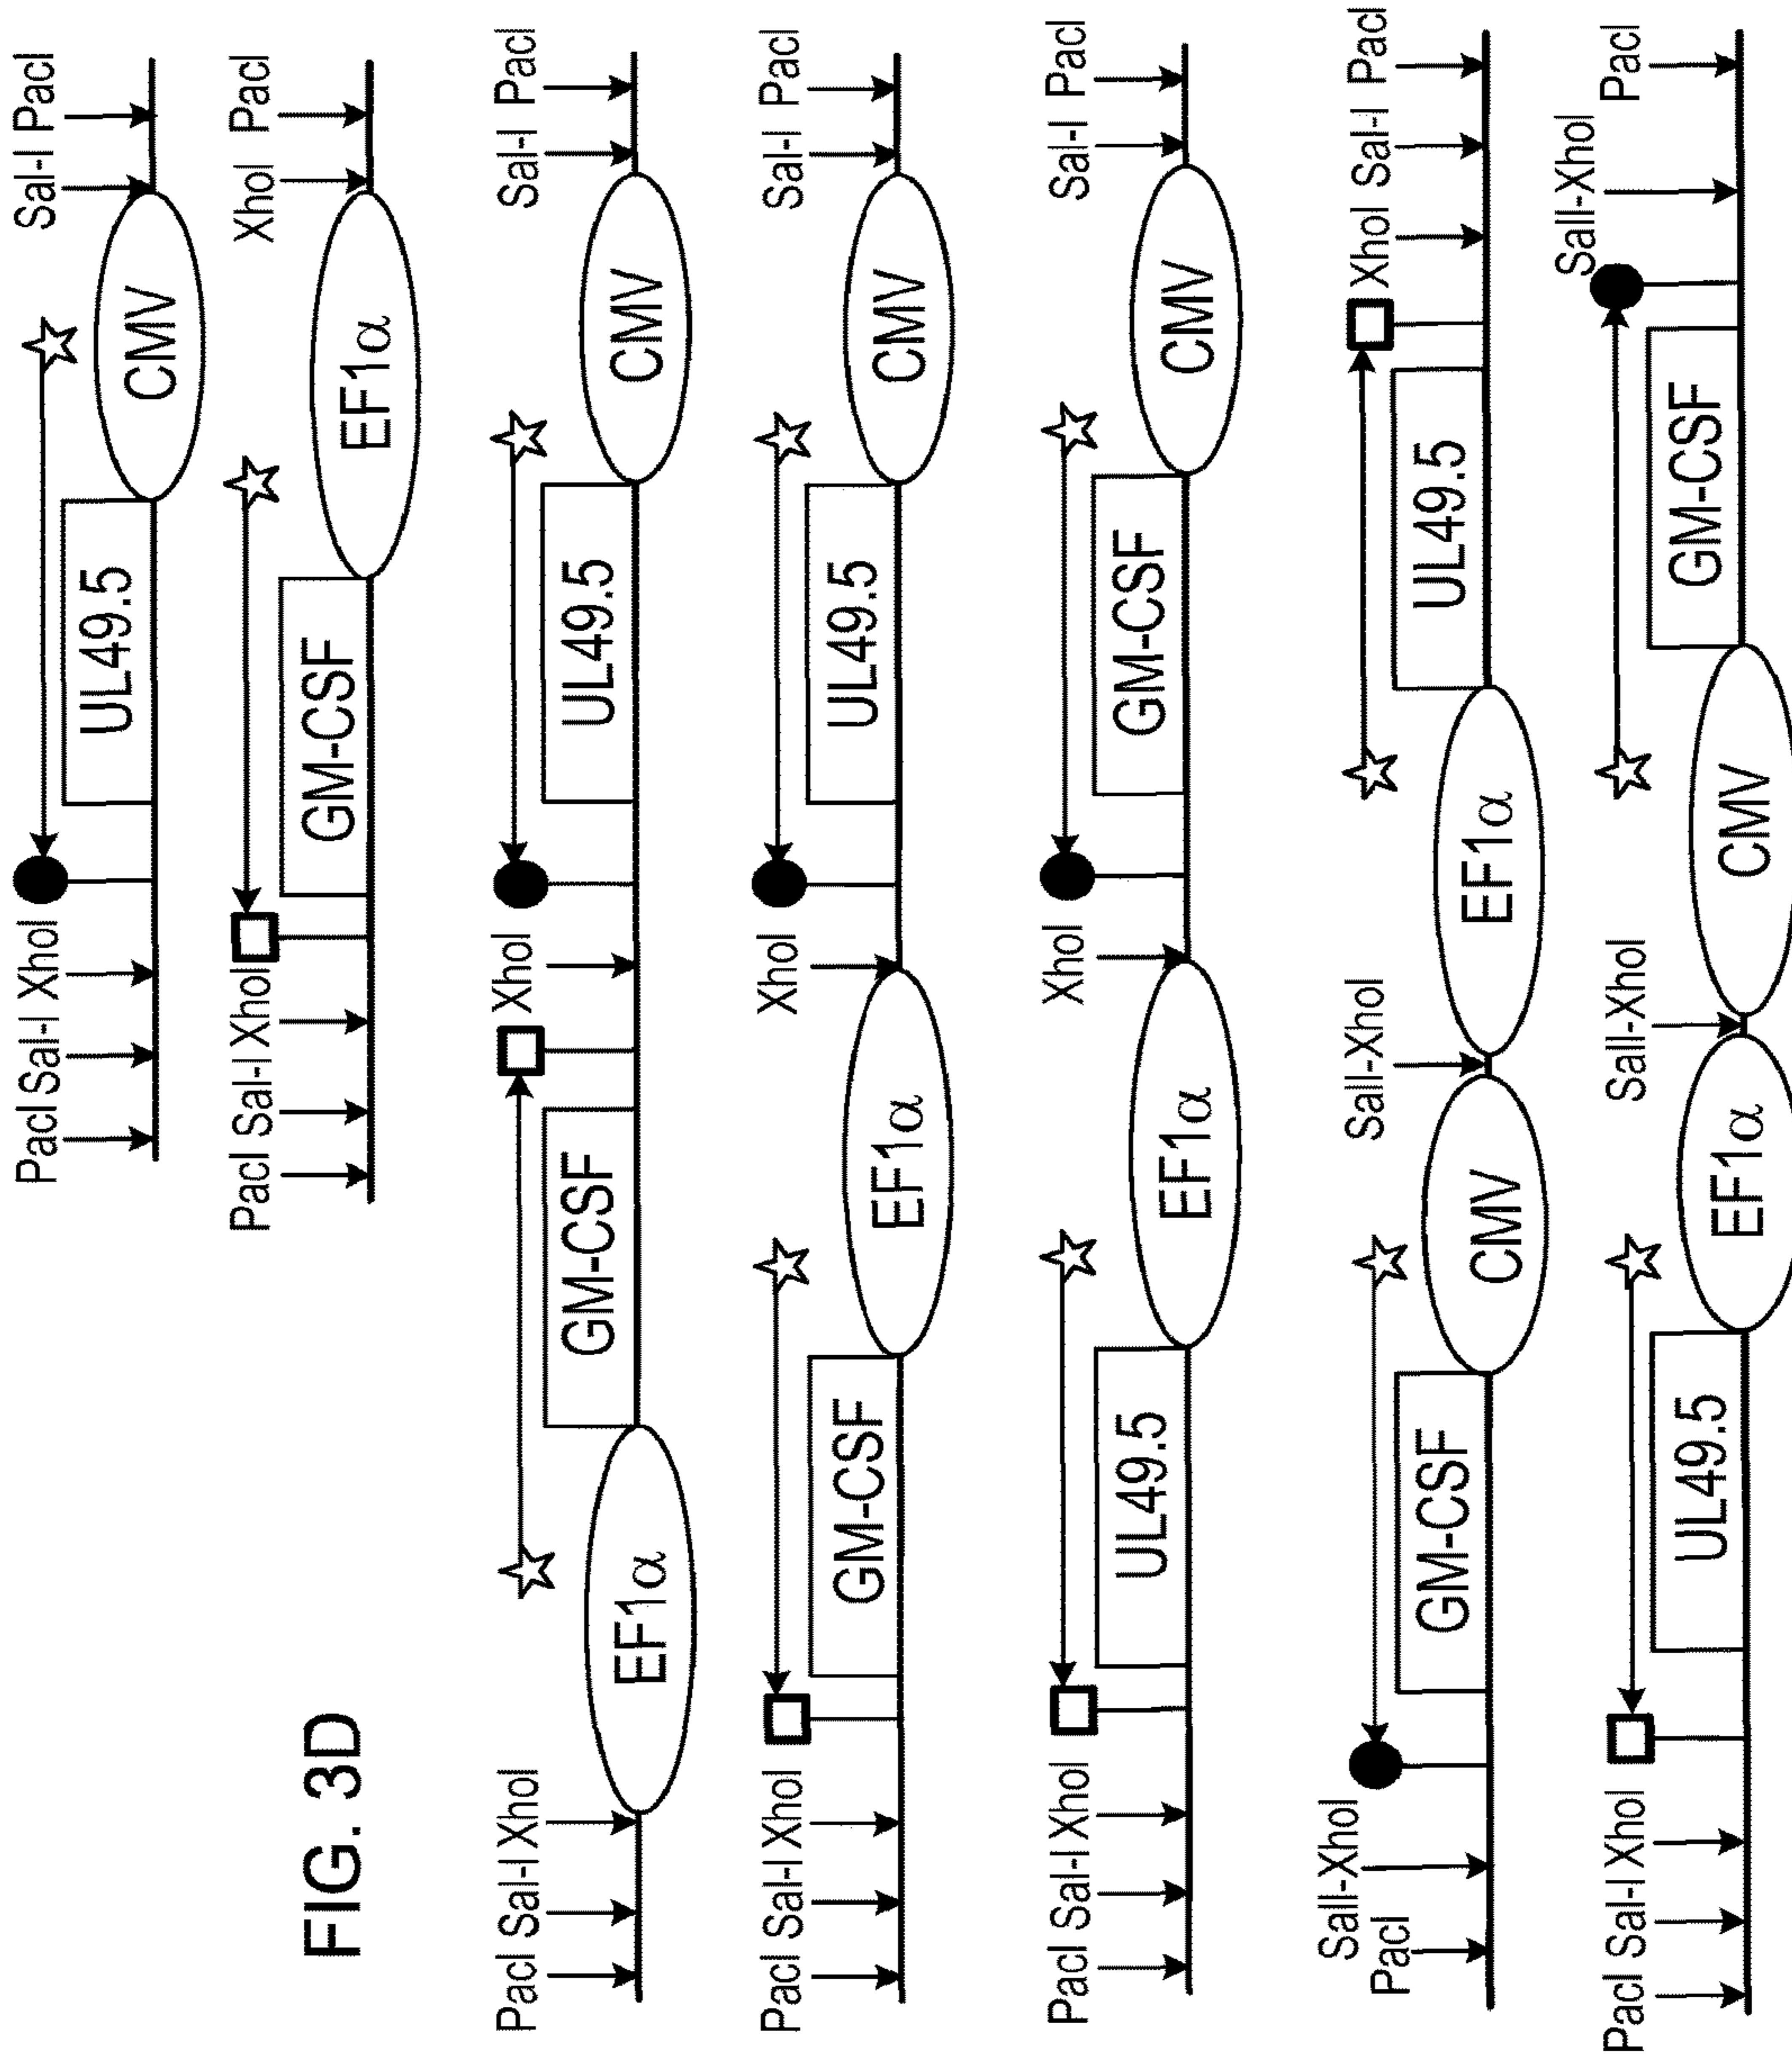 PacI Sal-I XhoI Sal-I PacI
UL49.5 CMV
PacI Sal-I XhoI XhoI PacI
GM-CSF EF1α
FIG. 3D
PacI Sal-I XhoI XhoI Sal-I PacI
EF1α GM-CSF UL49.5 CMV
PacI Sal-I XhoI XhoI Sal-I PacI
GM-CSF EF1α UL49.5 CMV
PacI Sal-I XhoI XhoI Sal-I PacI
UL49.5 EF1α GM-CSF CMV
SalI-XhoI SalI-XhoI XhoI Sal-I PacI
PacI
GM-CSF CMV EF1α UL49.5
SalI-XhoI
PacI Sal-I XhoI SalI-XhoI PacI
UL49.5 EF1α CMV GM-CSF